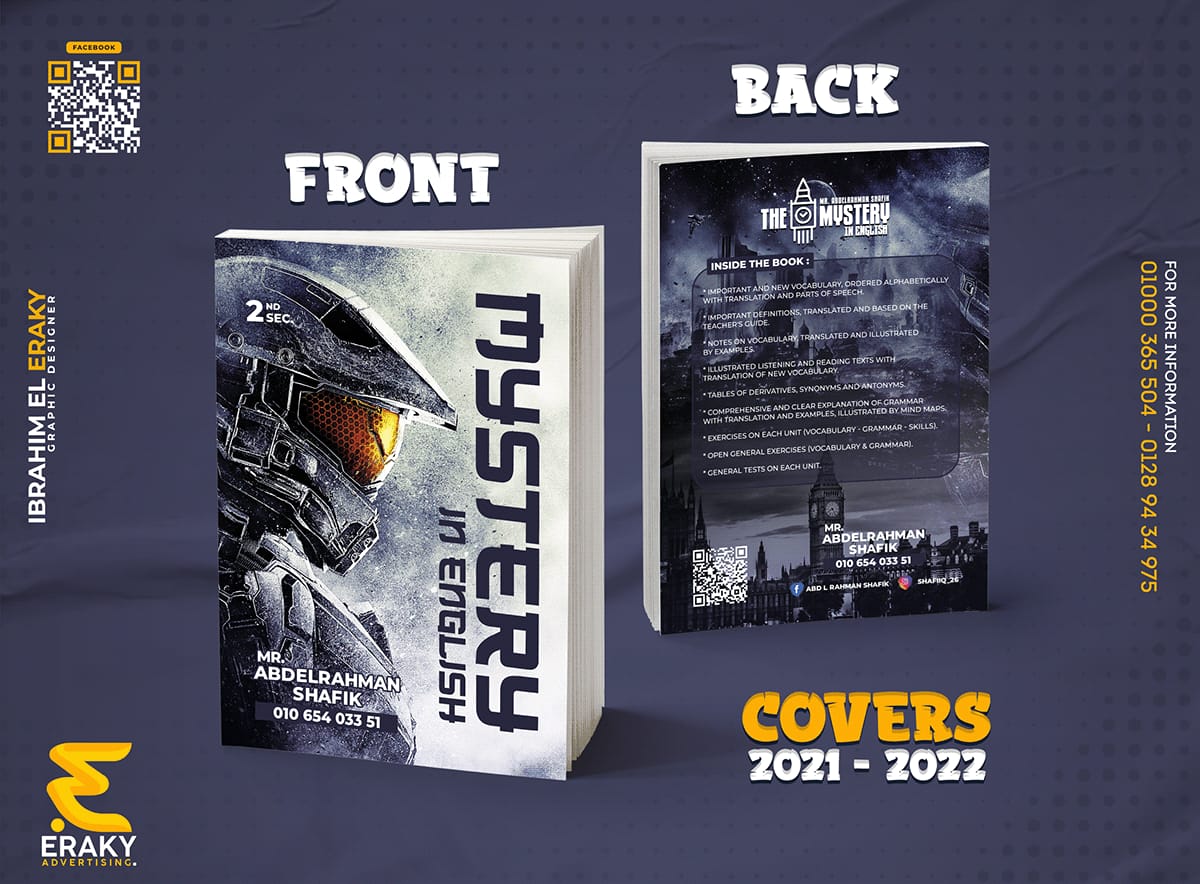 FACEBOOK
FRONT
BACK
2ND
SEC.
MYSTERY
IN ENGLISH
MR.
ABDELRAHMAN
SHAFIK
010 654 033 51
MR. ABDELRAHMAN SHAFIK
THE MYSTERY
IN ENGLISH
INSIDE THE BOOK :
* IMPORTANT AND NEW VOCABULARY, ORDERED ALPHABETICALLY
WITH TRANSLATION AND PARTS OF SPEECH.
* IMPORTANT DEFINITIONS, TRANSLATED AND BASED ON THE
TEACHER'S GUIDE.
* NOTES ON VOCABULARY, TRANSLATED AND ILLUSTRATED
BY EXAMPLES.
* ILLUSTRATED LISTENING AND READING TEXTS WITH
TRANSLATION OF NEW VOCABULARY.
* TABLES OF DERIVATIVES, SYNONYMS AND ANTONYMS.
* COMPREHENSIVE AND CLEAR EXPLANATION OF GRAMMAR
WITH TRANSLATION AND EXAMPLES, ILLUSTRATED BY MIND MAPS.
* EXERCISES ON EACH UNIT (VOCABULARY - GRAMMAR - SKILLS).
* OPEN GENERAL EXERCISES (VOCABULARY & GRAMMAR).
* GENERAL TESTS ON EACH UNIT.
MR.
ABDELRAHMAN
SHAFIK
010 654 033 51
ABD L RAHMAN SHAFIK
SHAFIIQ_26
COVERS
2021 - 2022
IBRAHIM EL ERAKY
GRAPHIC DESIGNER
FOR MORE INFORMATION
01000 365 504 - 0128 94 34 975
ERAKY
ADVERTISING.